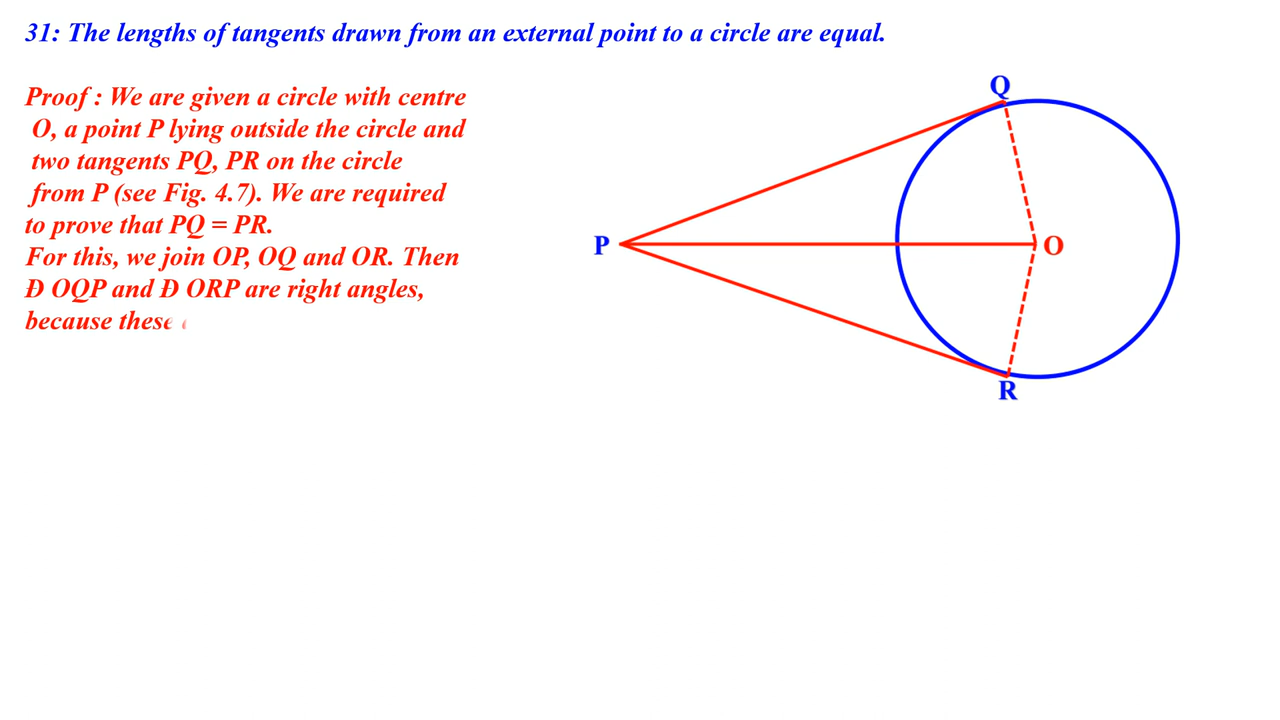 31: The lengths of tangents drawn from an external point to a circle are equal.
Proof : We are given a circle with centre
O, a point P lying outside the circle and
two tangents PQ, PR on the circle
from P (see Fig. 4.7). We are required
to prove that PQ = PR.
For this, we join OP, OQ and OR. Then
Đ OQP and Đ ORP are right angles,
because these
Q
P
O
R